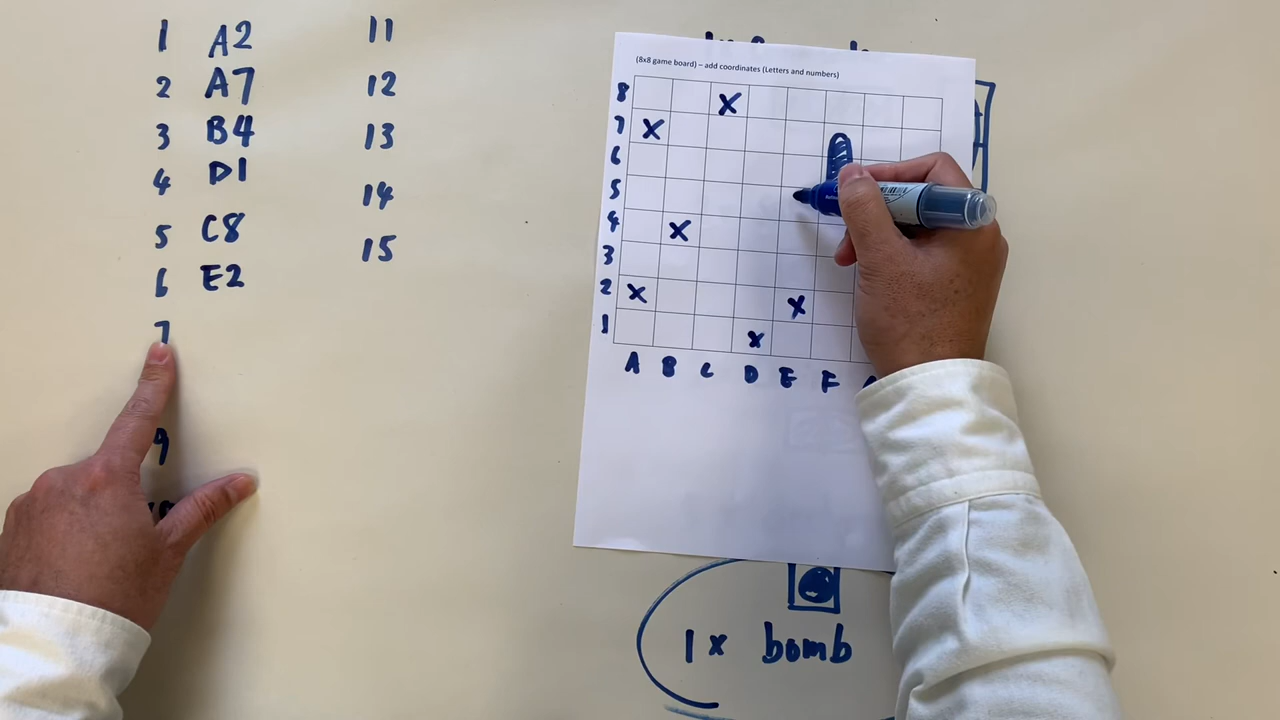 1 A2
2 A7
3 B4
4 D1
5 C8
6 E2
7
9
11
12
13
14
15
(8x8 game board) – add coordinates (Letters and numbers)
8
7
6
5
4
3
2
1
A B C D E F
1x bomb